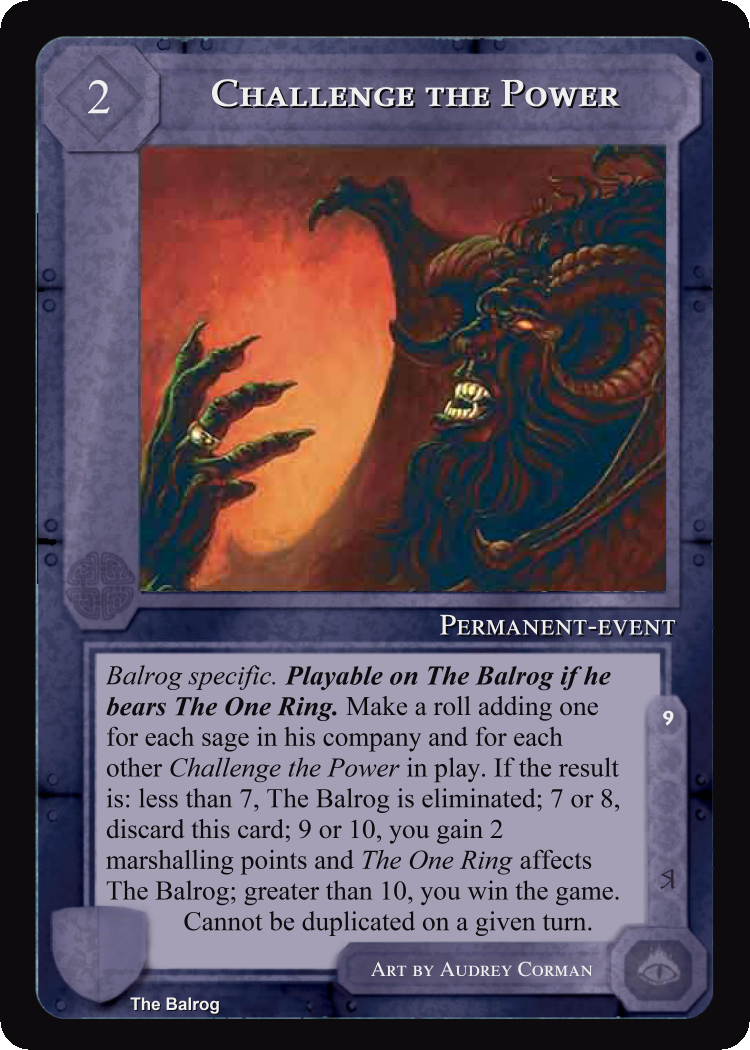 2
Challenge the Power
Permanent-event
Balrog specific. Playable on The Balrog if he
bears The One Ring. Make a roll adding one
for each sage in his company and for each
other Challenge the Power in play. If the result
is: less than 7, The Balrog is eliminated; 7 or 8,
discard this card; 9 or 10, you gain 2
marshalling points and The One Ring affects
The Balrog; greater than 10, you win the game.
Cannot be duplicated on a given turn.
9
Art by Audrey Corman
The Balrog